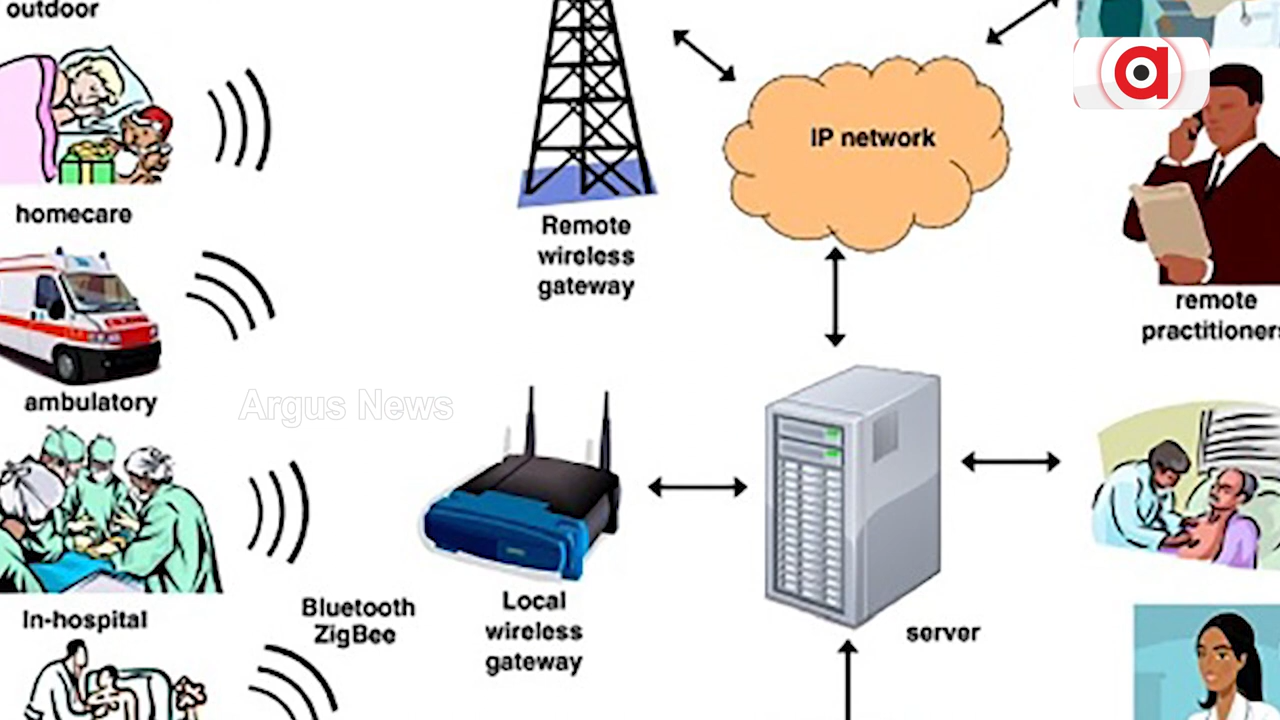 outdoor
IP network
homecare
Remote
wireless
gateway
remote
practitioners
ambulatory
Argus News
a
In-hospital
Bluetooth
ZigBee
Local
wireless
gateway
server